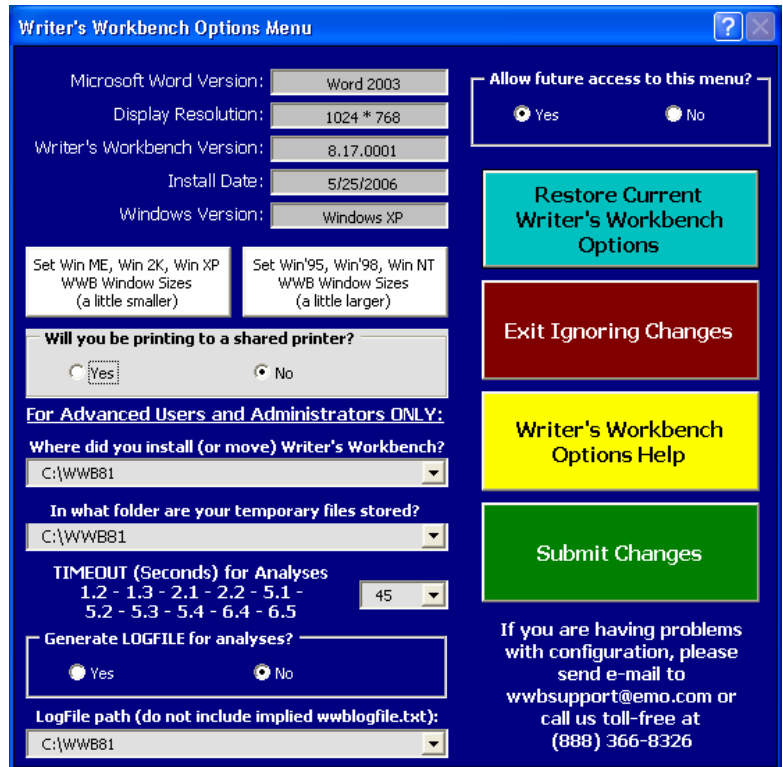 Writer's Workbench Options Menu
?
Microsoft Word Version: Word 2003
Display Resolution: 1024 * 768
Writer's Workbench Version: 8.17.0001
Install Date: 5/25/2006
Windows Version: Windows XP
Set Win ME, Win 2K, Win XP
WWB Window Sizes
(a little smaller)
Set Win'95, Win'98, Win NT
WWB Window Sizes
(a little larger)
Will you be printing to a shared printer?
Yes No
For Advanced Users and Administrators ONLY:
Where did you install (or move) Writer's Workbench?
C:\WWB81
In what folder are your temporary files stored?
C:\WWB81
TIMEOUT (Seconds) for Analyses
1.2 - 1.3 - 2.1 - 2.2 - 5.1 -
5.2 - 5.3 - 5.4 - 6.4 - 6.5
45
Generate LOGFILE for analyses?
Yes No
LogFile path (do not include implied wwblogfile.txt):
C:\WWB81
Allow future access to this menu?
Yes No
Restore Current
Writer's Workbench
Options
Exit Ignoring Changes
Writer's Workbench
Options Help
Submit Changes
If you are having problems
with configuration, please
send e-mail to
wwbsupport@emo.com or
call us toll-free at
(888) 366-8326